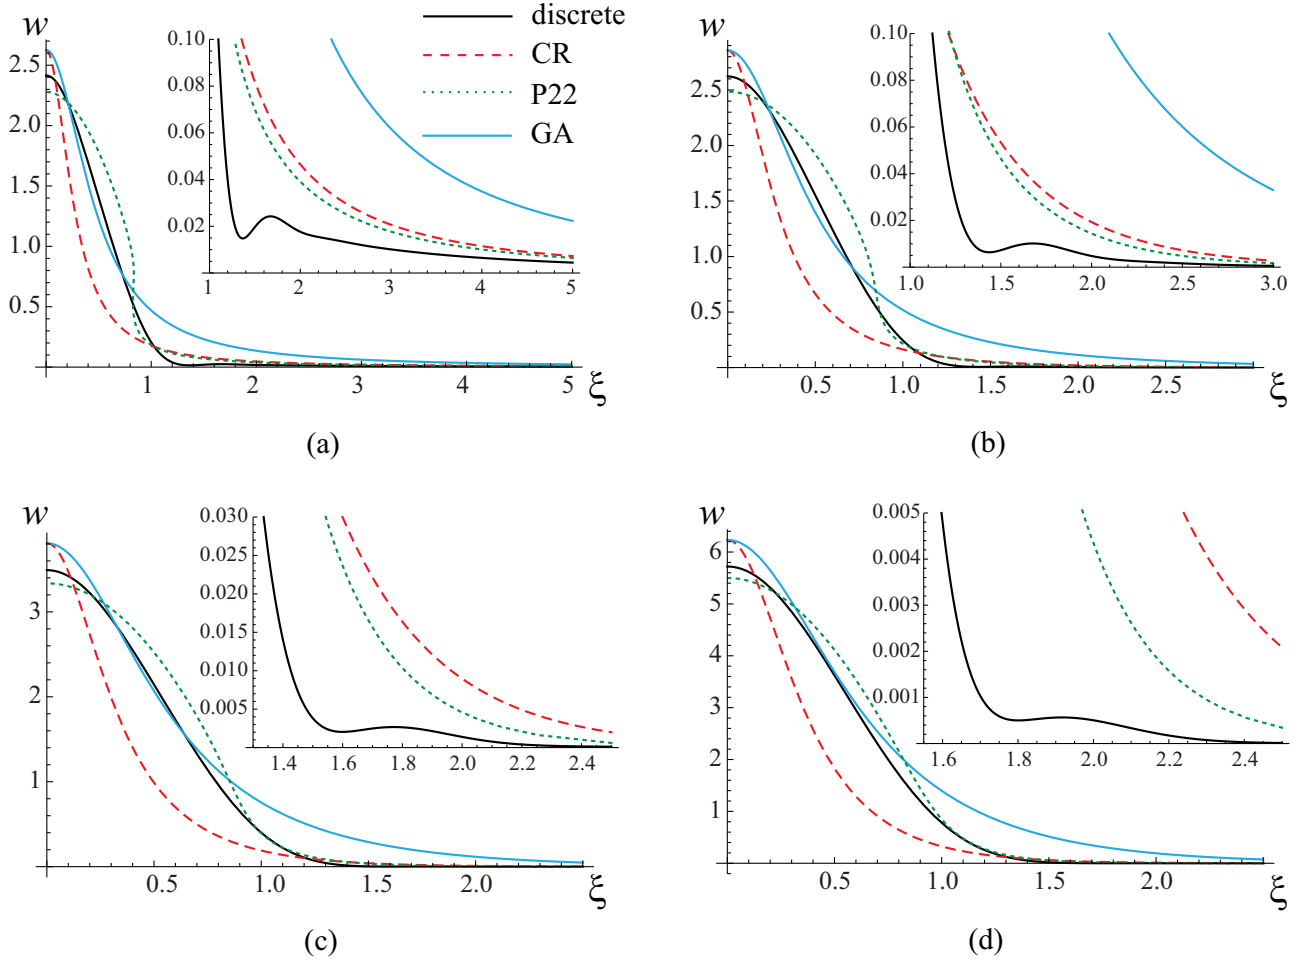 discrete
CR
P22
GA
w
2.5
2.0
1.5
1.0
0.5
0.10
0.08
0.06
0.04
0.02
1 2 3 4 5
1 2 3 4 5
ξ
(a)
w
2.5
2.0
1.5
1.0
0.5
0.10
0.08
0.06
0.04
0.02
1.0 1.5 2.0 2.5 3.0
0.5 1.0 1.5 2.0 2.5
ξ
(b)
w
3
2
1
0.030
0.025
0.020
0.015
0.010
0.005
1.4 1.6 1.8 2.0 2.2 2.4
0.5 1.0 1.5 2.0
ξ
(c)
w
6
5
4
3
2
1
0.005
0.004
0.003
0.002
0.001
1.6 1.8 2.0 2.2 2.4
0.5 1.0 1.5 2.0
ξ
(d)